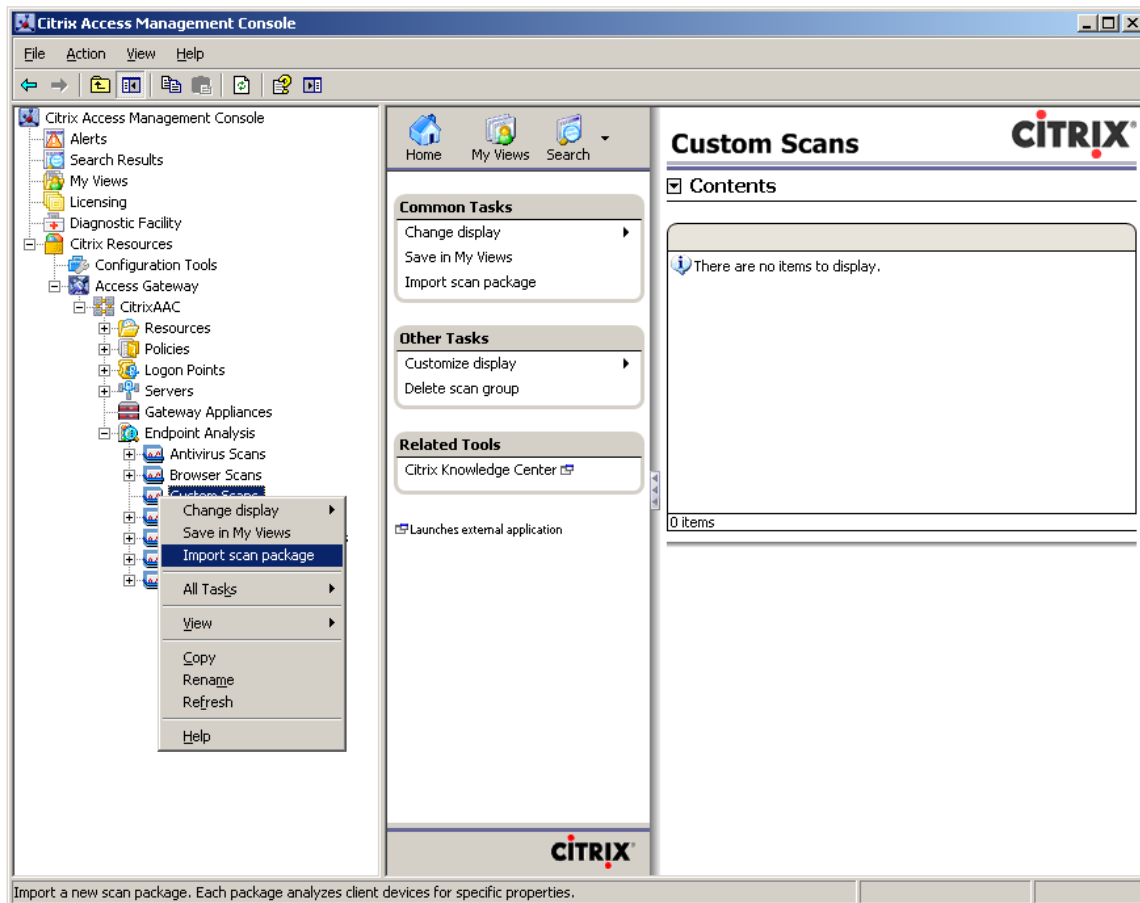 Citrix Access Management Console
File Action View Help
Citrix Access Management Console
Alerts
Search Results
My Views
Licensing
Diagnostic Facility
Citrix Resources
Configuration Tools
Access Gateway
CitrixAAC
Resources
Policies
Logon Points
Servers
Gateway Appliances
Endpoint Analysis
Antivirus Scans
Browser Scans
Custom Scans
Change display
Save in My Views
Import scan package
All Tasks
View
Copy
Rename
Refresh
Help
Home My Views Search
Common Tasks
Change display
Save in My Views
Import scan package
Other Tasks
Customize display
Delete scan group
Related Tools
Citrix Knowledge Center
Launches external application
CITRIX
Custom Scans
CITRIX
Contents
There are no items to display.
0 items
Import a new scan package. Each package analyzes client devices for specific properties.